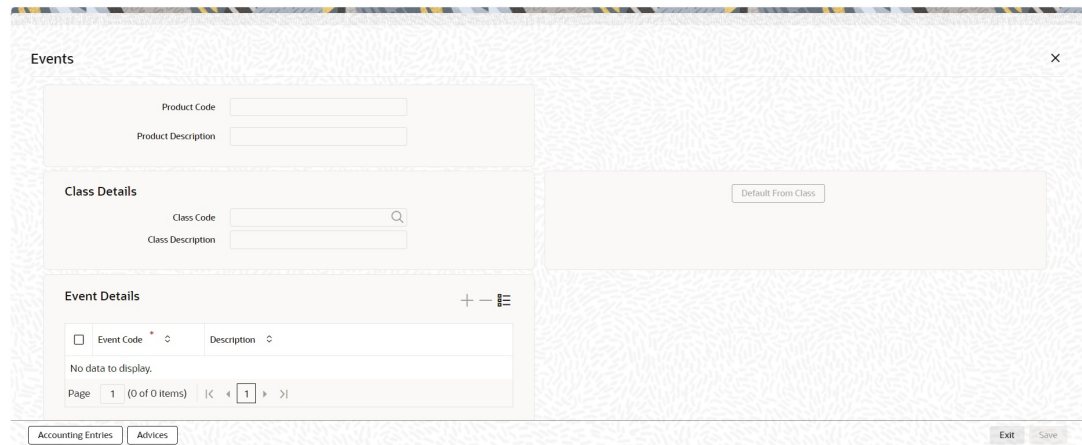 Events
Product Code
Product Description
Class Details
Class Code
Class Description
Default From Class
Event Details
Event Code * Description
No data to display.
Page 1 (0 of 0 items) 1
Accounting Entries Advices Exit Save